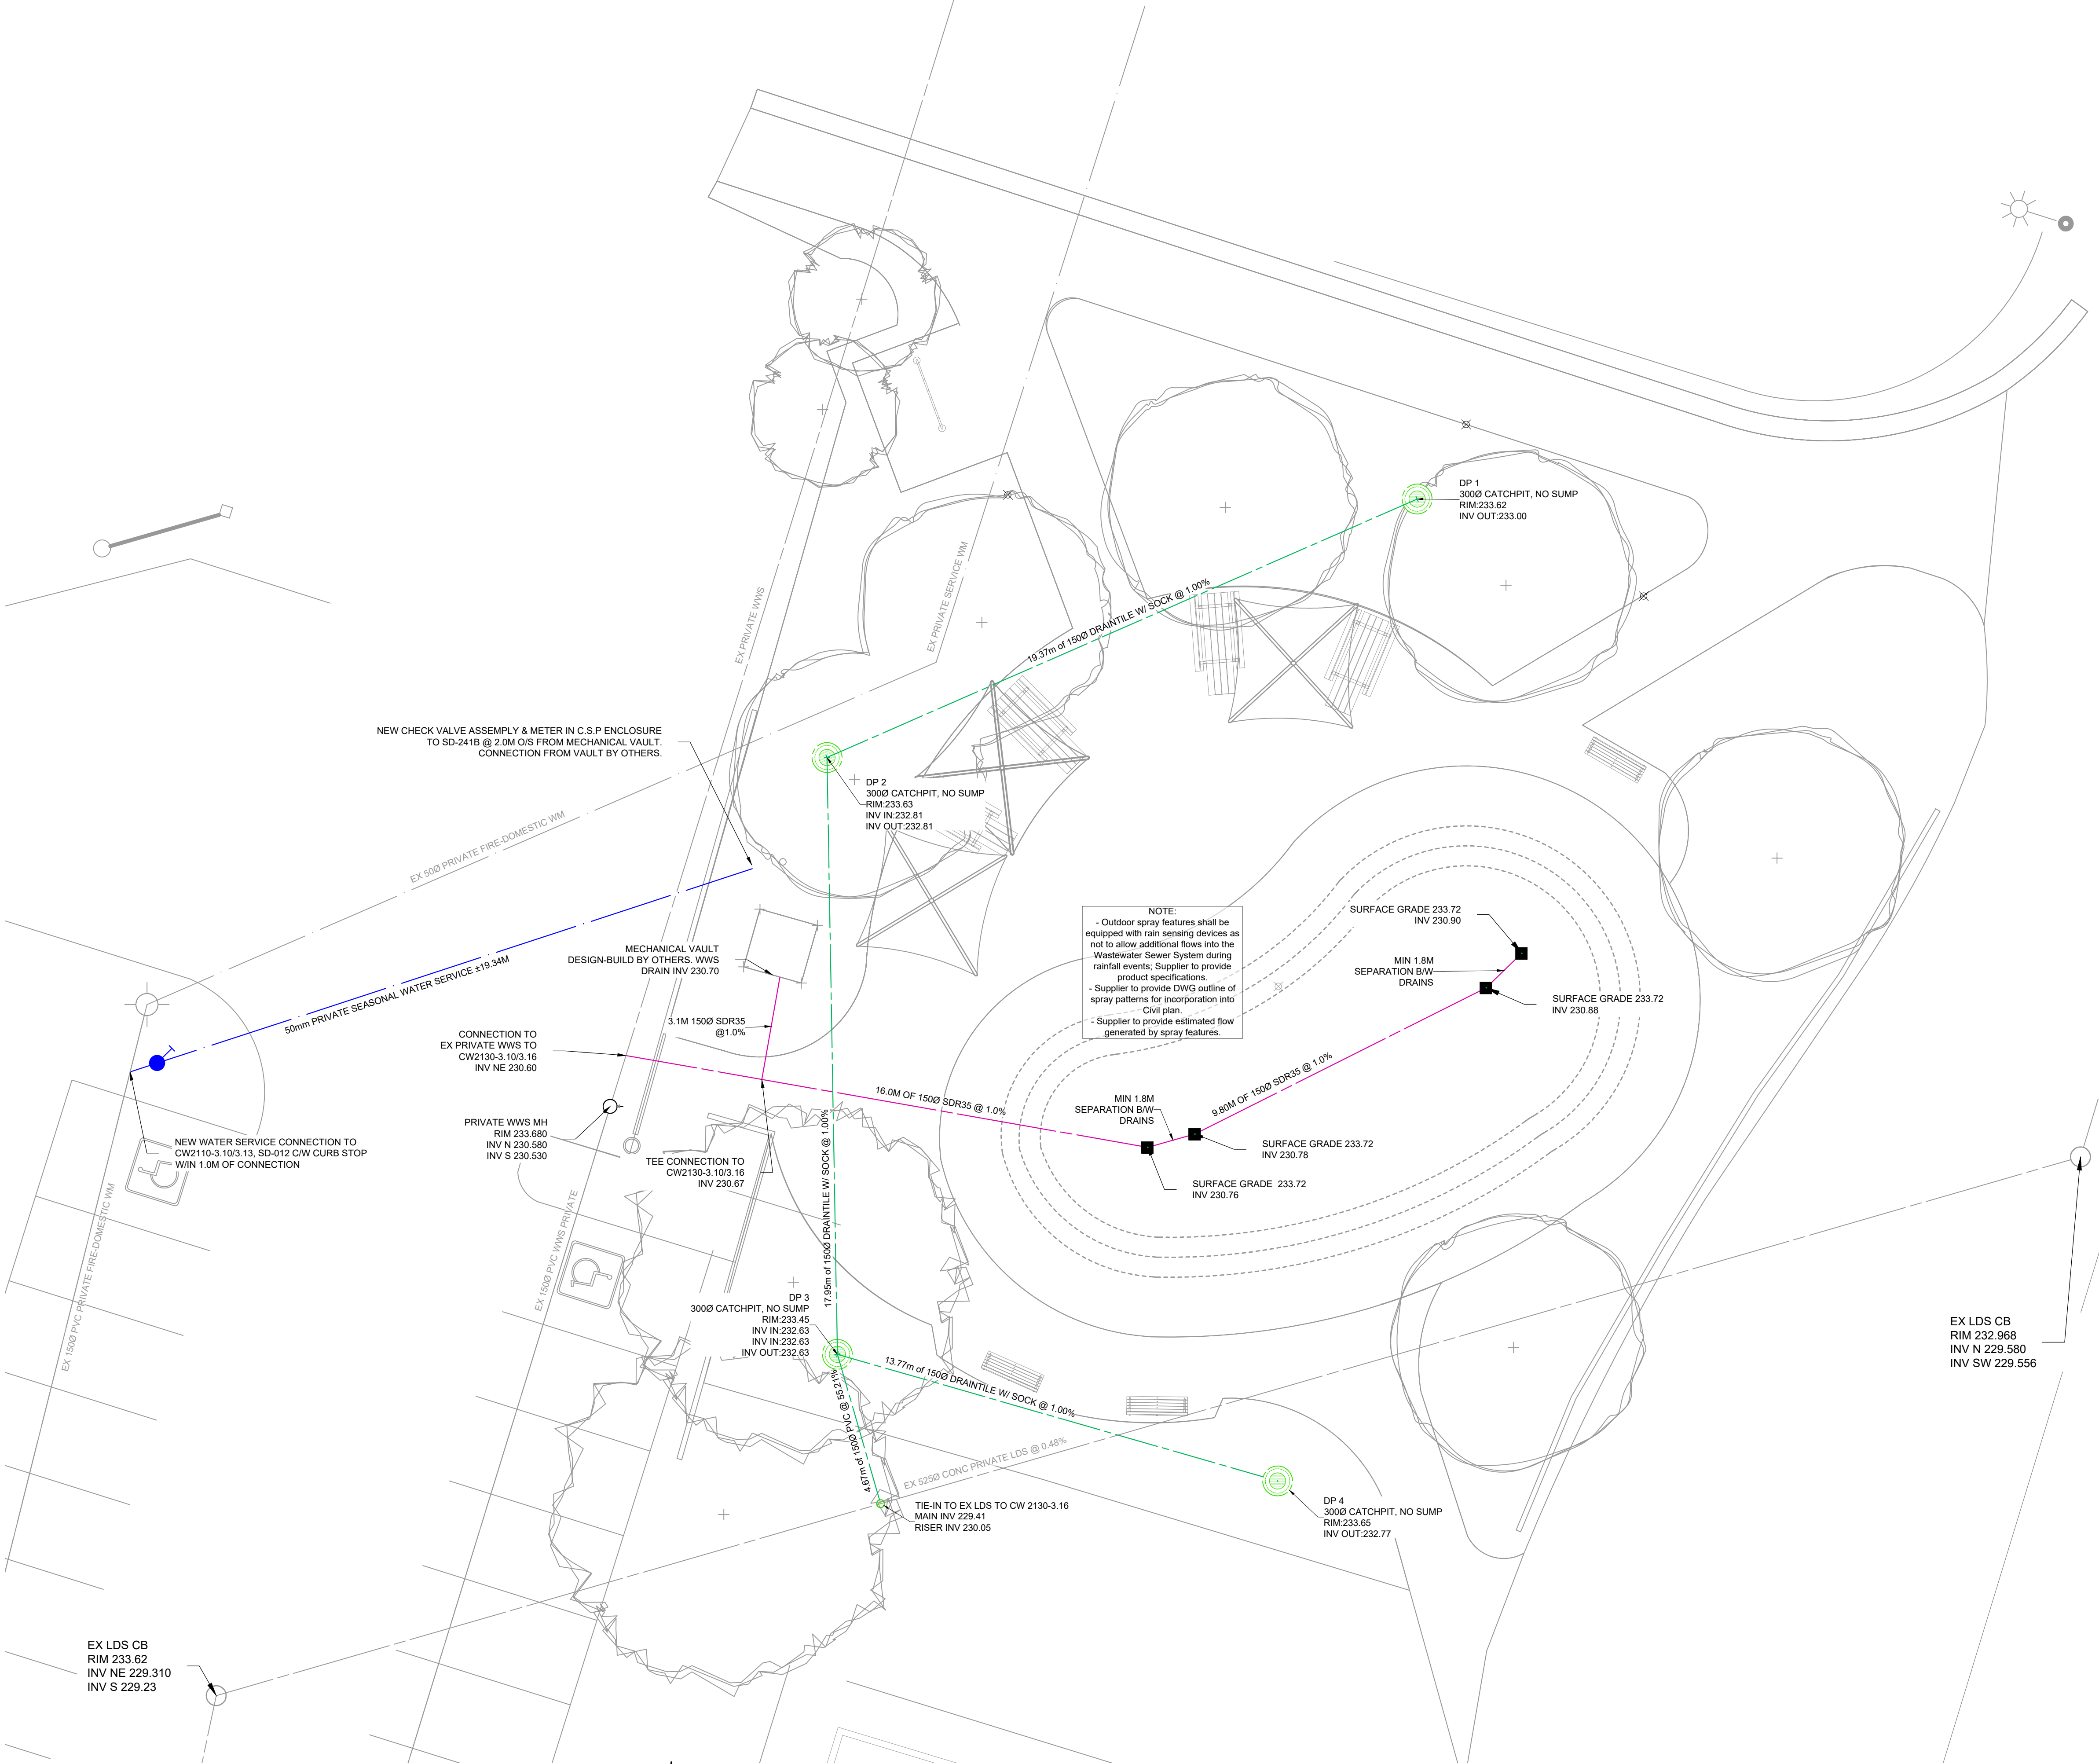 DP 1
300Ø CATCHPIT, NO SUMP
RIM:233.62
INV OUT:233.00
EX PRIVATE WWS
EX PRIVATE SERVICE WM
19.37m of 150Ø DRAINTILE W/ SOCK @ 1.00%
NEW CHECK VALVE ASSEMPLY & METER IN C.S.P ENCLOSURE
TO SD-241B @ 2.0M O/S FROM MECHANICAL VAULT.
CONNECTION FROM VAULT BY OTHERS.
DP 2
300Ø CATCHPIT, NO SUMP
RIM:233.63
INV IN:232.81
INV OUT:232.81
EX 50Ø PRIVATE FIRE-DOMESTIC WM
50mm PRIVATE SEASONAL WATER SERVICE ±19.34M
MECHANICAL VAULT
DESIGN-BUILD BY OTHERS. WWS
DRAIN INV 230.70
NOTE:
- Outdoor spray features shall be
equipped with rain sensing devices as
not to allow additional flows into the
Wastewater Sewer System during
rainfall events; Supplier to provide
product specifications.
- Supplier to provide DWG outline of
spray patterns for incorporation into
Civil plan.
- Supplier to provide estimated flow
generated by spray features.
SURFACE GRADE 233.72
INV 230.90
MIN 1.8M
SEPARATION B/W
DRAINS
SURFACE GRADE 233.72
INV 230.88
3.1M 150Ø SDR35
@1.0%
CONNECTION TO
EX PRIVATE WWS TO
CW2130-3.10/3.16
INV NE 230.60
16.0M OF 150Ø SDR35 @ 1.0%
9.80M OF 150Ø SDR35 @ 1.0%
MIN 1.8M
SEPARATION B/W
DRAINS
PRIVATE WWS MH
RIM 233.680
INV N 230.580
INV S 230.530
NEW WATER SERVICE CONNECTION TO
CW2110-3.10/3.13, SD-012 C/W CURB STOP
W/IN 1.0M OF CONNECTION
TEE CONNECTION TO
CW2130-3.10/3.16
INV 230.67
SURFACE GRADE 233.72
INV 230.78
SURFACE GRADE 233.72
INV 230.76
17.95m of 150Ø DRAINTILE W/ SOCK @ 1.00%
EX 150Ø PVC PRIVATE FIRE-DOMESTIC WM
EX 150Ø PVC WWS PRIVATE
DP 3
300Ø CATCHPIT, NO SUMP
RIM:233.45
INV IN:232.63
INV IN:232.63
INV OUT:232.63
13.77m of 150Ø DRAINTILE W/ SOCK @ 1.00%
4.67m of 150Ø PVC @ 55.21%
EX 525Ø CONC PRIVATE LDS @ 0.48%
EX LDS CB
RIM 232.968
INV N 229.580
INV SW 229.556
TIE-IN TO EX LDS TO CW 2130-3.16
MAIN INV 229.41
RISER INV 230.05
DP 4
300Ø CATCHPIT, NO SUMP
RIM:233.65
INV OUT:232.77
EX LDS CB
RIM 233.62
INV NE 229.310
INV S 229.23